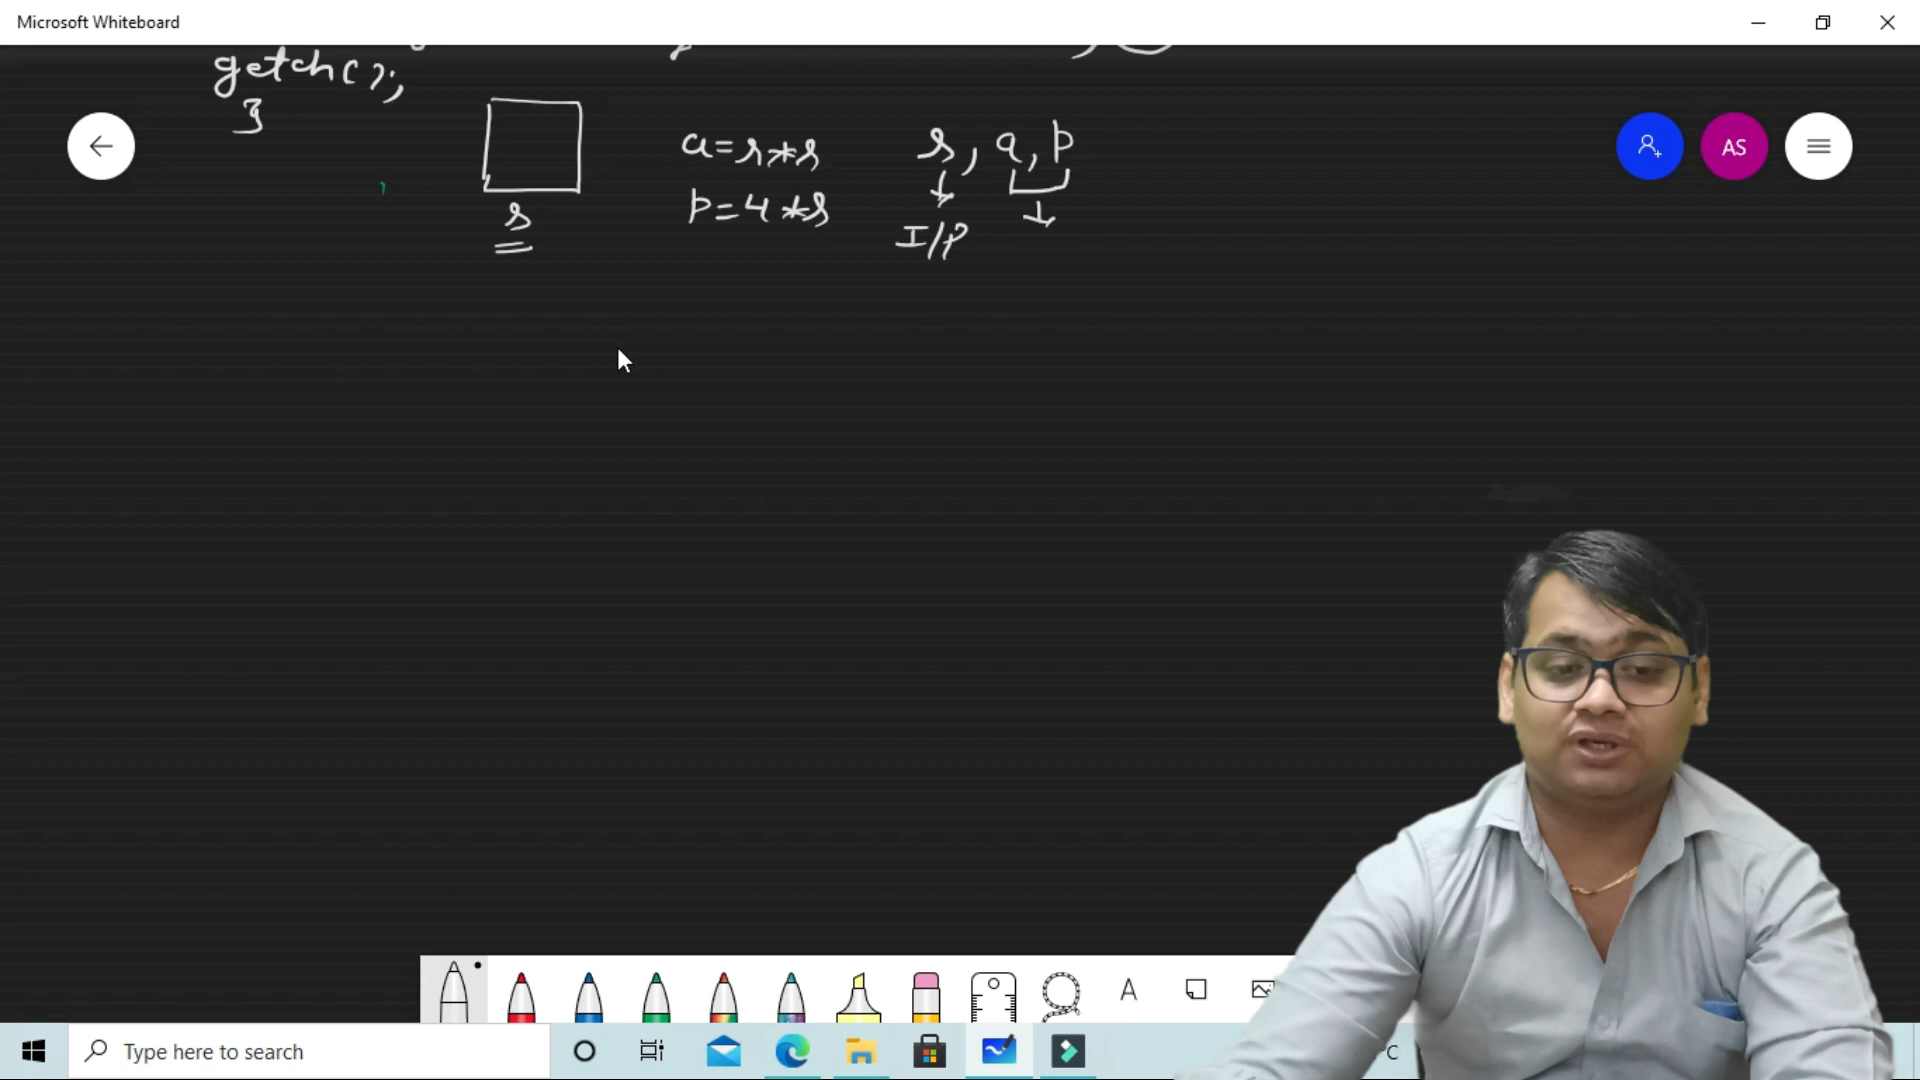 Microsoft Whiteboard
getch();
}
a=s*s
s, a, p
AS
p=4*s
s
I/P
A
Type here to search